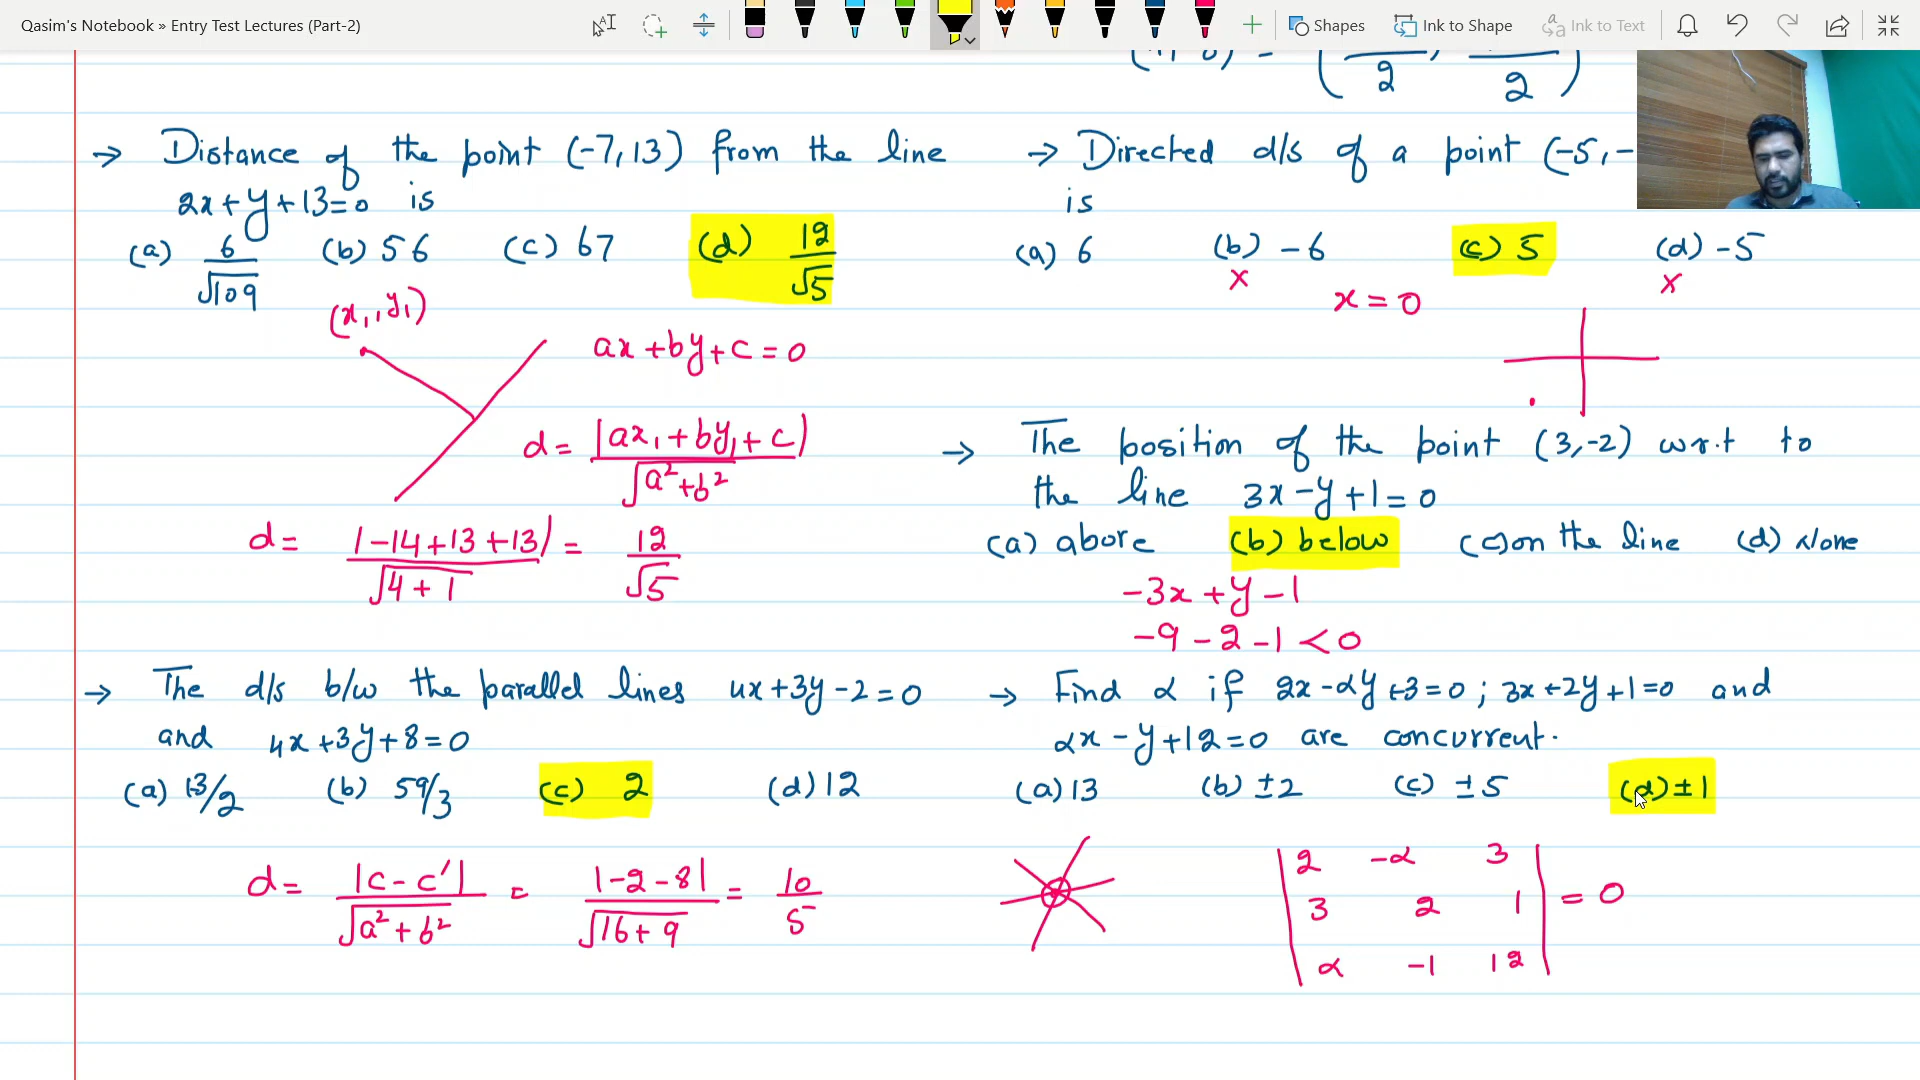 Qasim's Notebook » Entry Test Lectures (Part-2)
Shapes
Ink to Shape
Ink to Text
2 2
→ Distance of the point (-7,13) from the line
2x+y+13=0 is
(a) 6/√109 (b) 56 (c) 67 (d) 12/√5
(x₁,y₁)
ax+by+c=0
d= |ax₁+by₁+c|/√a²+b²
d= |-14+13+13|/√4+1 = 12/√5
→ The d/s b/w the parallel lines 4x+3y-2=0
and 4x+3y+8=0
(a) 13/2 (b) 59/3 (c) 2 (d) 12
d= |c-c'|/√a²+b² = |-2-8|/√16+9 = 10/5
→ Directed d/s of a point (-5,-
is
(a) 6 (b) -6 (c) 5 (d) -5
x x
x=0
→ The position of the point (3,-2) w.r.t to
the line 3x-y+1=0
(a) above (b) below (c) on the line (d) None
-3x+y-1
-9-2-1<0
→ Find α if 2x-αy+3=0; 3x+2y+1=0 and
αx-y+12=0 are concurrent.
(a) 13 (b) ±2 (c) ±5 (d) ±1
2 -α 3
3 2 1 = 0
α -1 12